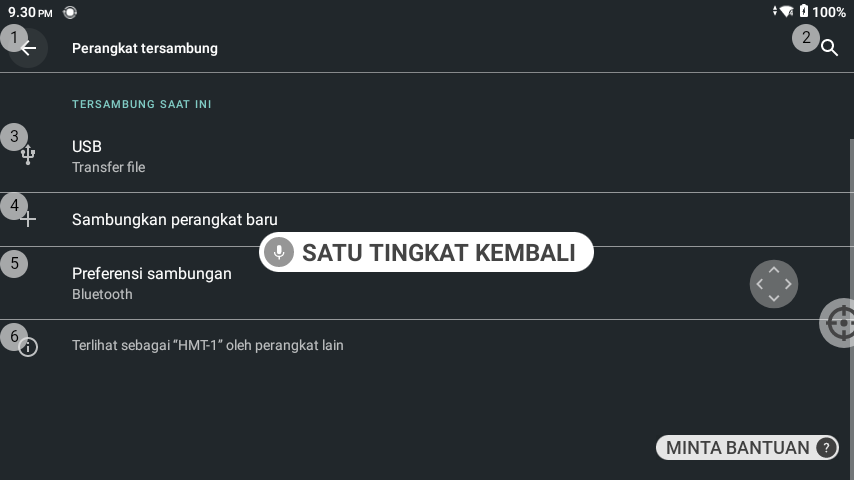 9.30 PM 100%
1 Perangkat tersambung 2
TERSAMBUNG SAAT INI
3 USB
Transfer file
4 Sambungkan perangkat baru
SATU TINGKAT KEMBALI
5 Preferensi sambungan
Bluetooth
6 Terlihat sebagai “HMT-1” oleh perangkat lain
MINTA BANTUAN ?